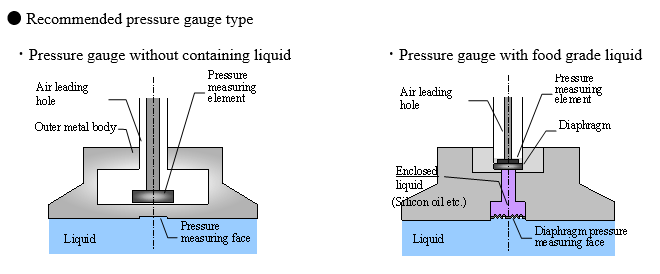 ● Recommended pressure gauge type
・Pressure gauge without containing liquid
Air leading
hole
Pressure
measuring
element
Outer metal body
Pressure
measuring face
Liquid
・Pressure gauge with food grade liquid
Air leading
hole
Pressure
measuring
element
Diaphragm
Enclosed
liquid
(Silicon oil etc.)
Diaphragm pressure
measuring face
Liquid